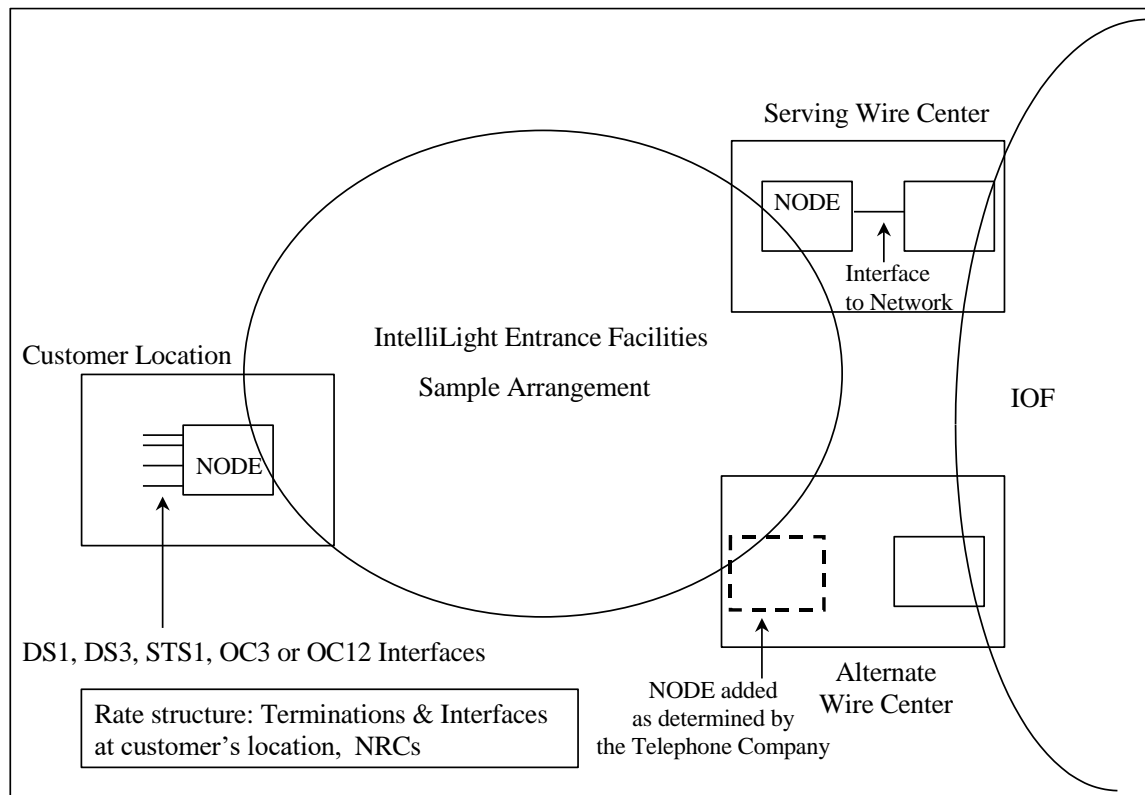 Serving Wire Center
NODE
Interface
to Network
IntelliLight Entrance Facilities
Sample Arrangement
Customer Location
NODE
IOF
DS1, DS3, STS1, OC3 or OC12 Interfaces
Alternate
Wire Center
NODE added
as determined by
the Telephone Company
Rate structure: Terminations & Interfaces
at customer's location,  NRCs